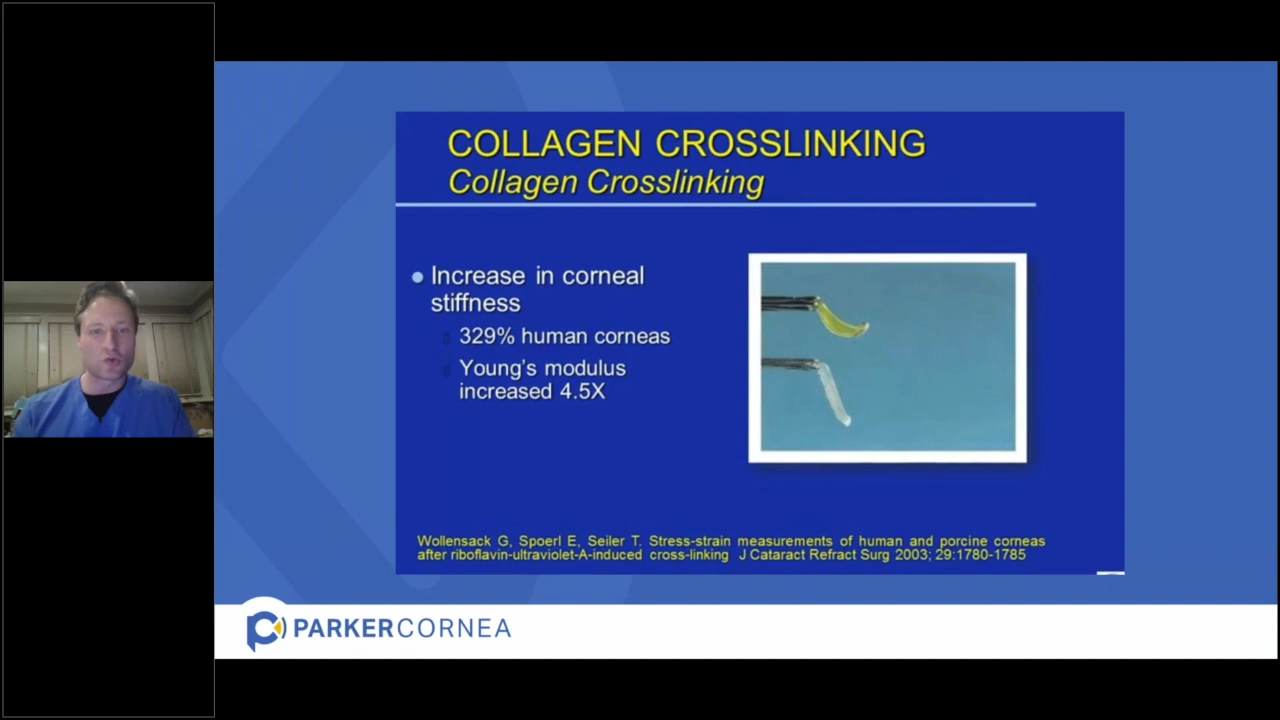 COLLAGEN CROSSLINKING
Collagen Crosslinking
Increase in corneal
stiffness
329% human corneas
Young's modulus
increased 4.5X
Wollensack G, Spoerl E, Seiler T. Stress-strain measurements of human and porcine corneas
after riboflavin-ultraviolet-A-induced cross-linking J Cataract Refract Surg 2003; 29:1780-1785
PARKERCORNEA